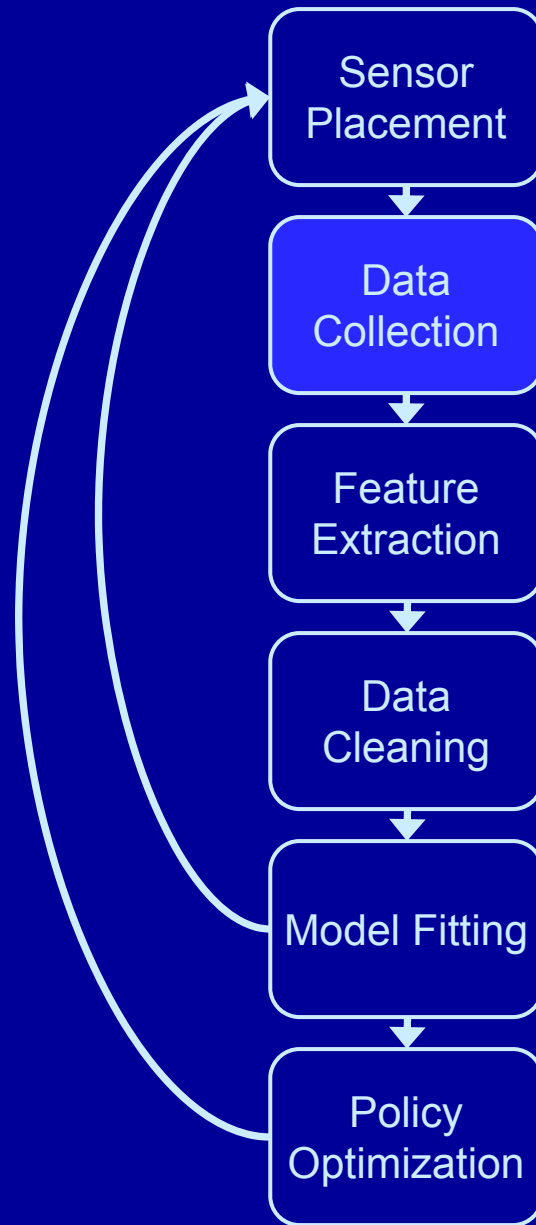 Sensor
Placement
Data
Collection
Feature
Extraction
Data
Cleaning
Model Fitting
Policy
Optimization